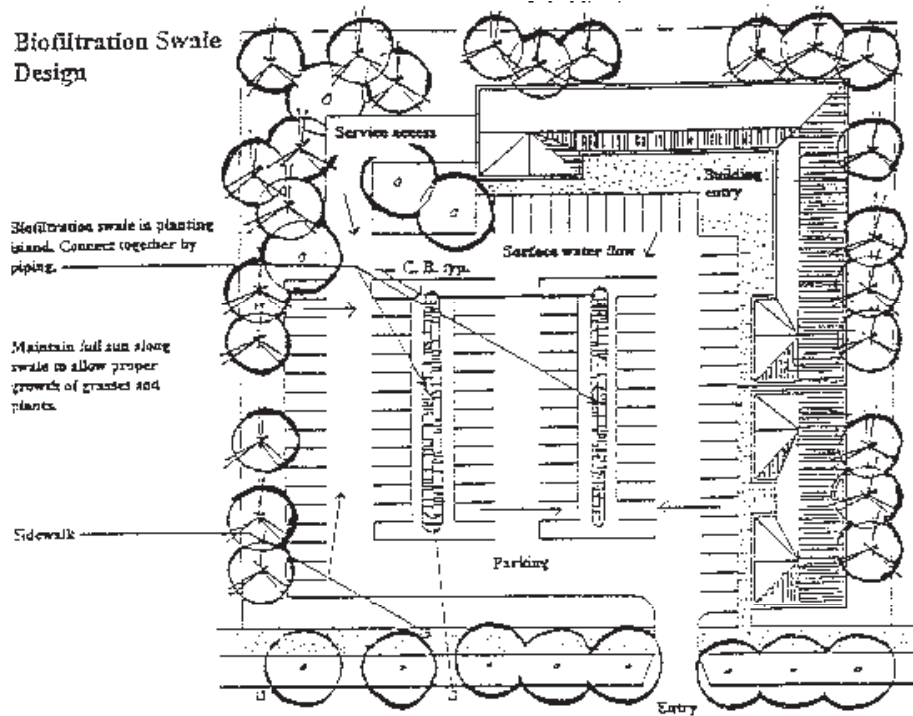 Biofiltration Swale
Design
Service access
Building
entry
Biofiltration swale in planting
island. Connect together by
piping.
Surface water flow
C. B. typ.
Maintain full sun along
swale to allow proper
growth of grasses and
plants.
Sidewalk
Parking
Entry